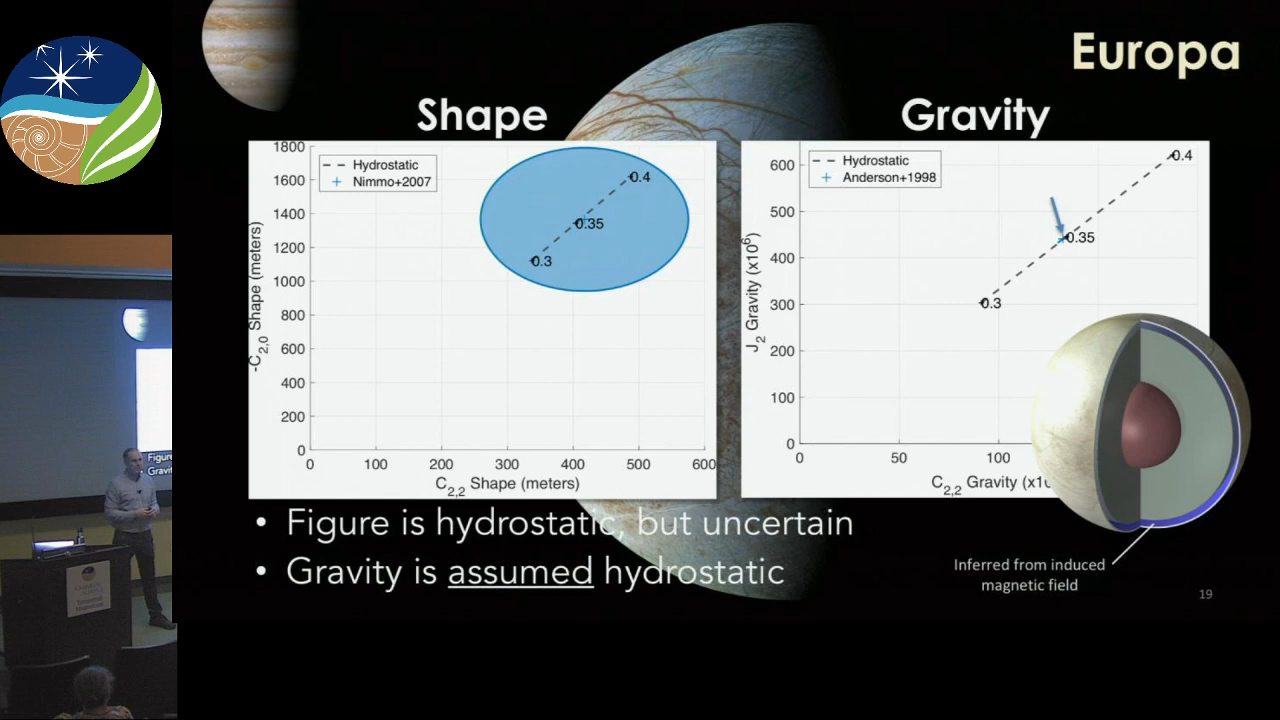 Europa
Shape
Gravity
1800
1600
1400
1200
1000
800
600
400
200
0
-C2,0 Shape (meters)
Hydrostatic
Nimmo+2007
0.4
0.35
0.3
0
100
200
300
400
500
600
C2,2 Shape (meters)
600
500
400
300
200
100
0
J2 Gravity (x10^6)
Hydrostatic
Anderson+1998
0.4
0.35
0.3
0
50
100
C2,2 Gravity (x10
• Figure is hydrostatic, but uncertain
• Gravity is assumed hydrostatic
Inferred from induced
magnetic field
19
Figure
Gravit